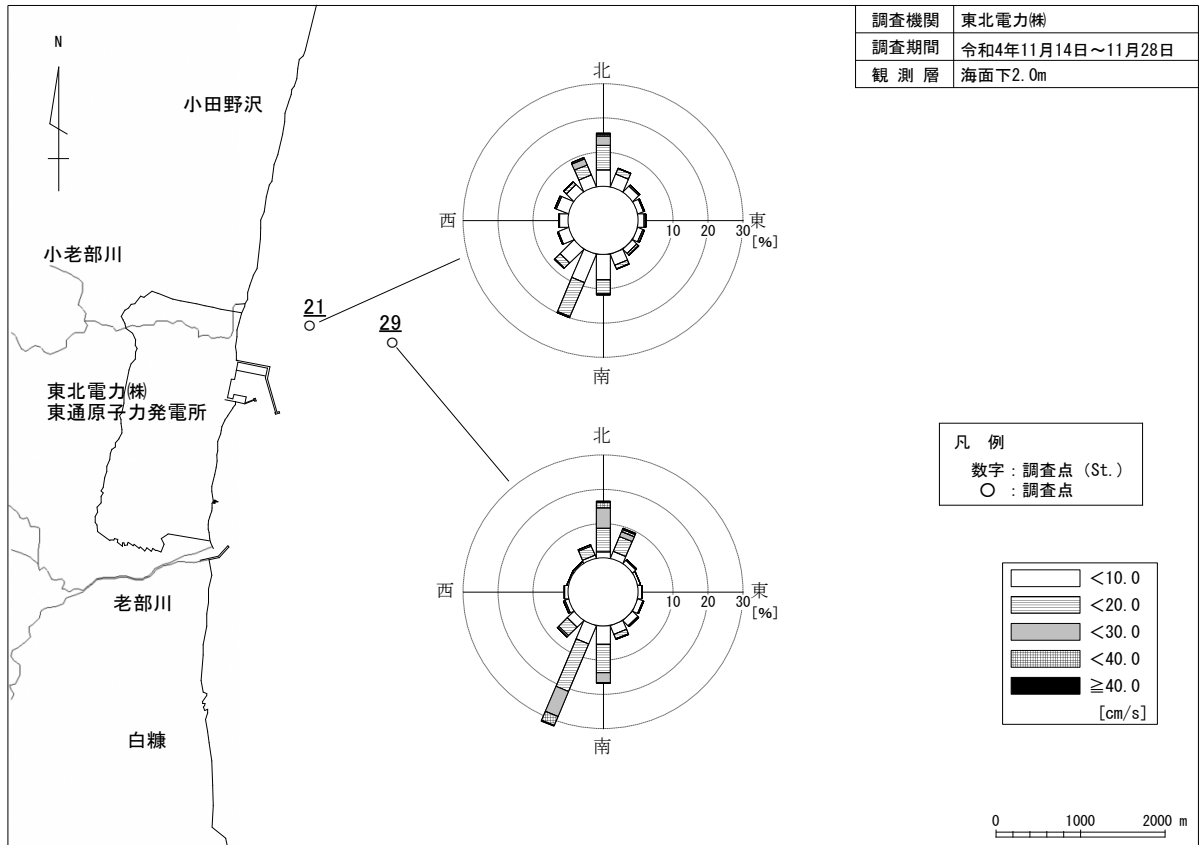 調査機関 東北電力㈱
調査期間 令和4年11月14日~11月28日
観測層 海面下2.0m
N
小田野沢
北
西
東
10 20 30
[%]
南
小老部川
21
29
東北電力㈱
東通原子力発電所
北
西
東
10 20 30
[%]
南
老部川
白糠
凡 例
数字:調査点(St.)
○:調査点
<10.0
<20.0
<30.0
<40.0
≧40.0
[cm/s]
0 1000 2000 m